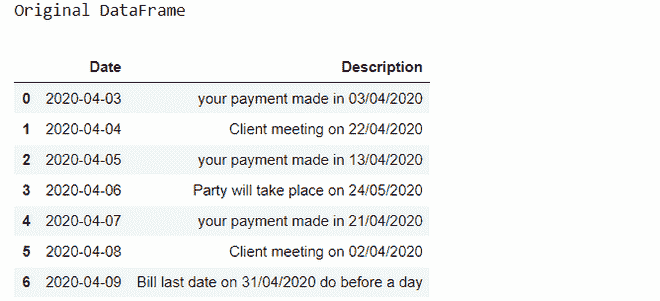 Original DataFrame
Date Description
0 2020-04-03 your payment made in 03/04/2020
1 2020-04-04 Client meeting on 22/04/2020
2 2020-04-05 your payment made in 13/04/2020
3 2020-04-06 Party will take place on 24/05/2020
4 2020-04-07 your payment made in 21/04/2020
5 2020-04-08 Client meeting on 02/04/2020
6 2020-04-09 Bill last date on 31/04/2020 do before a day